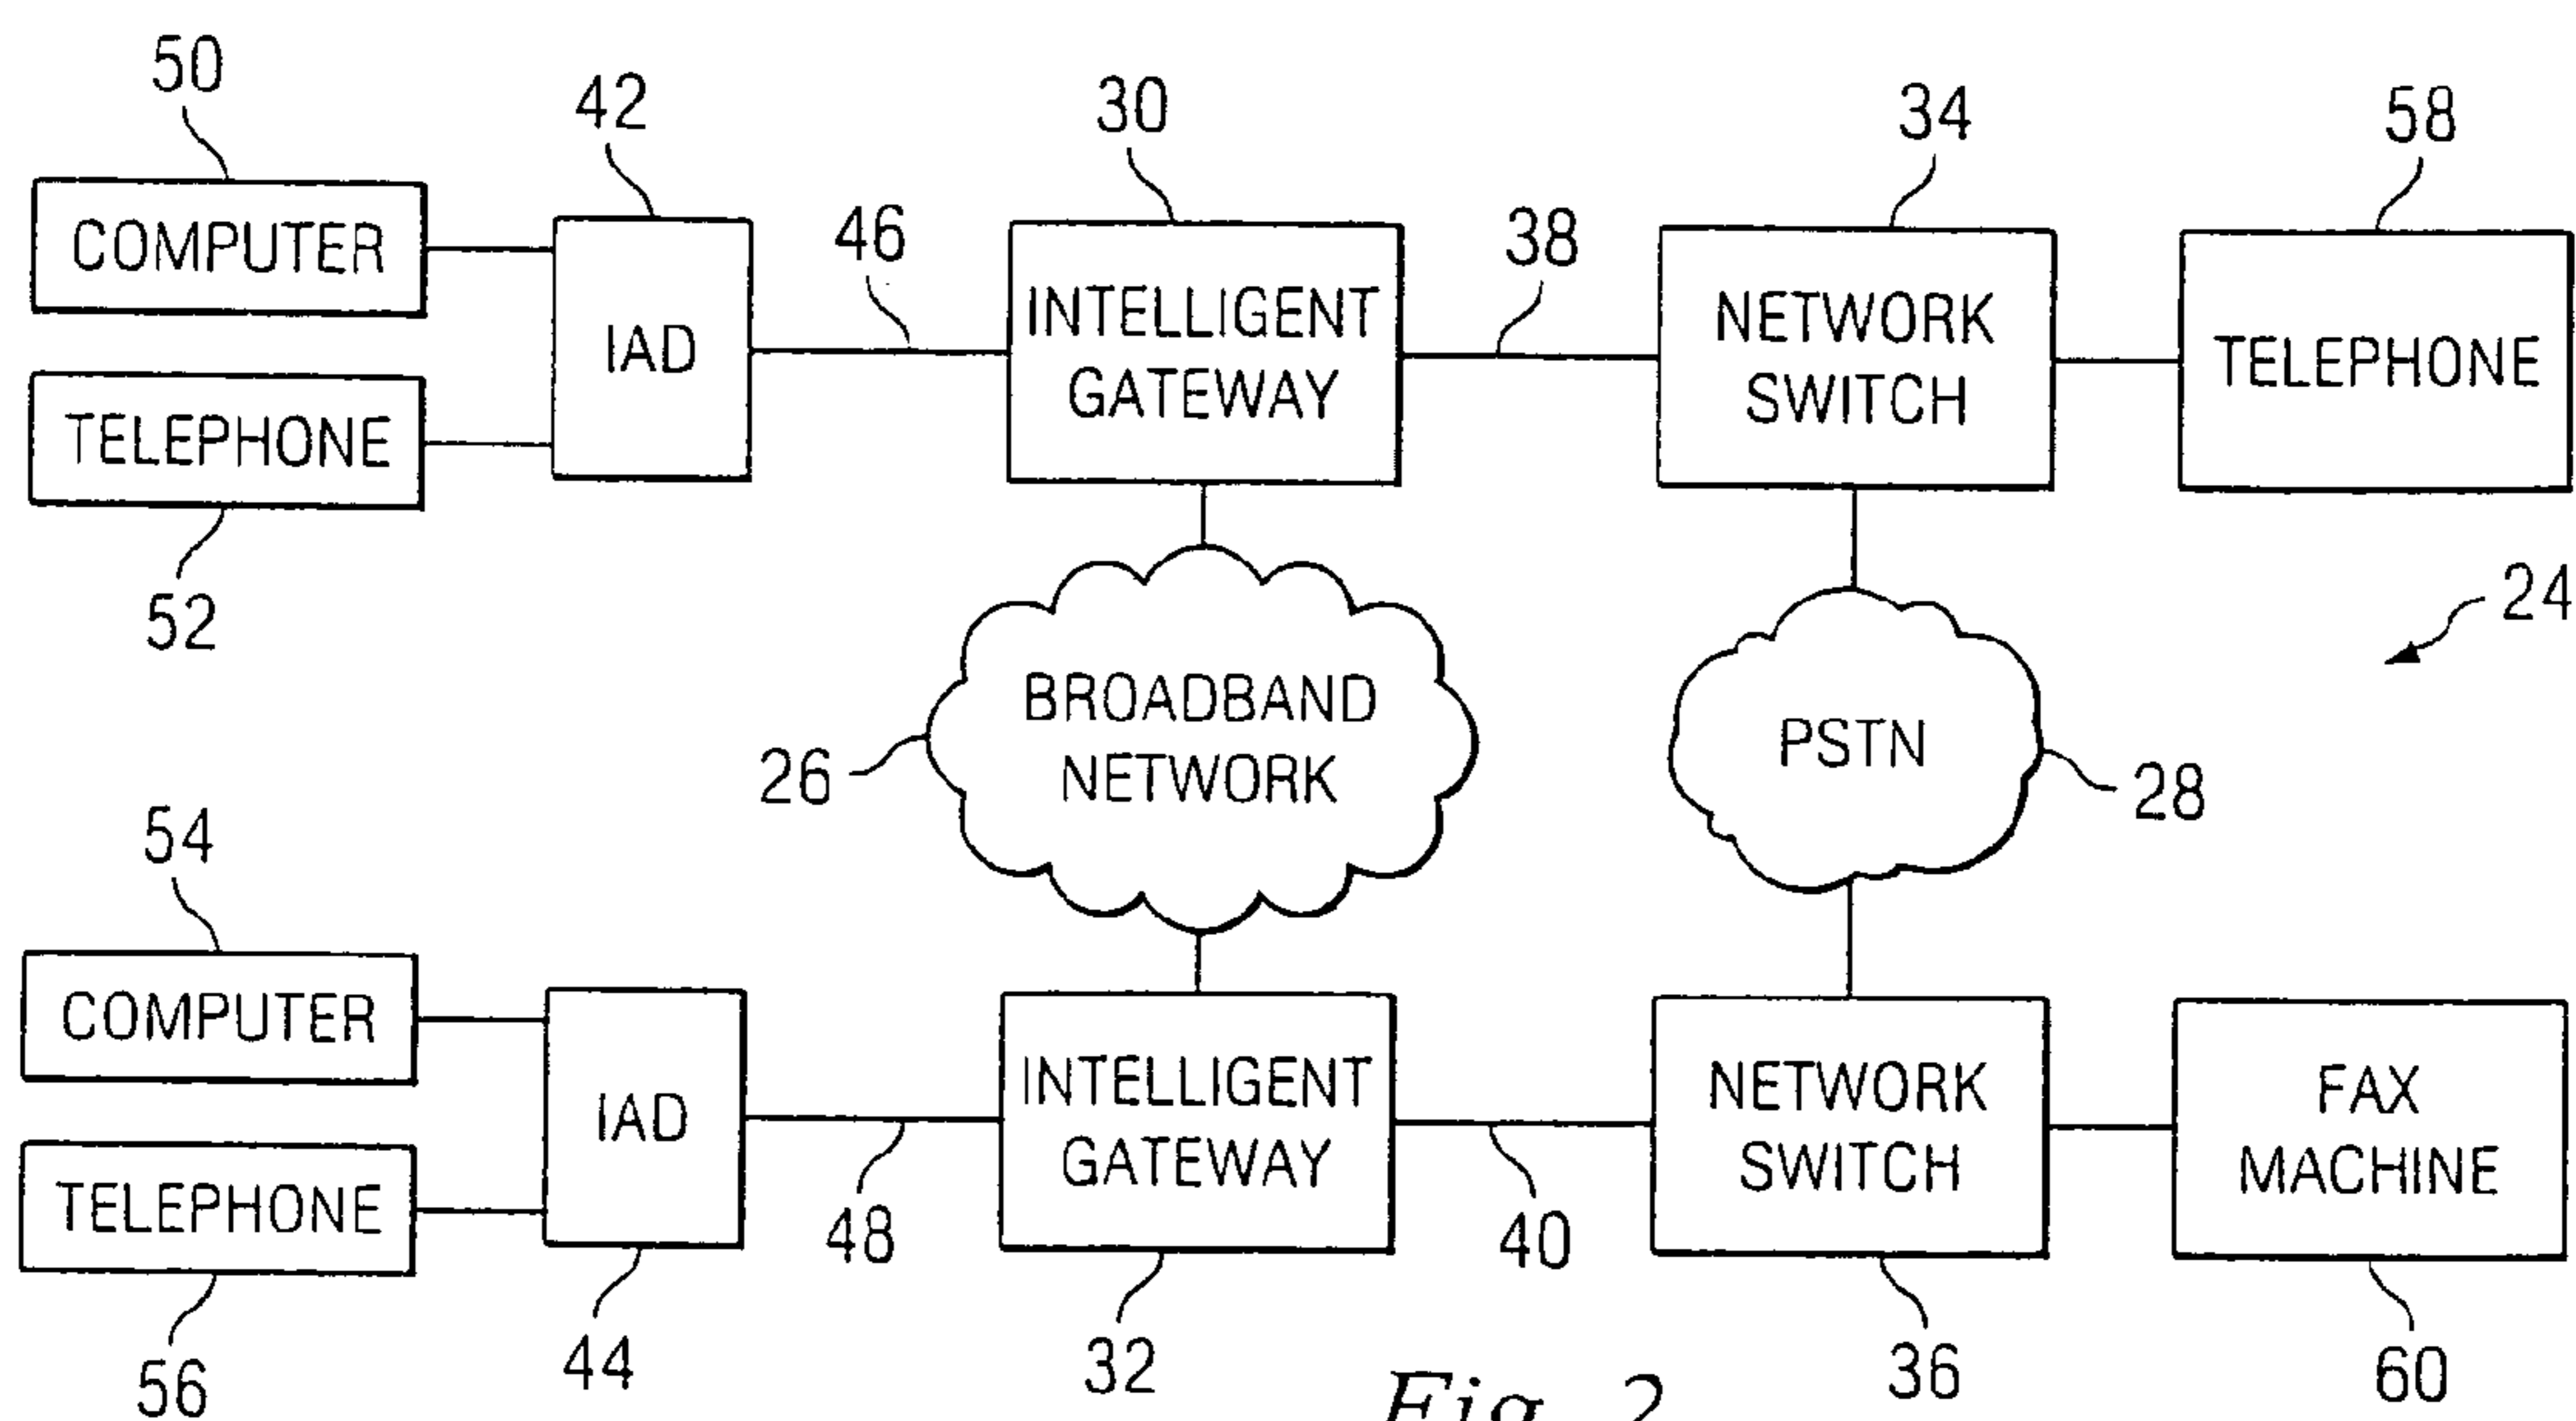 50
42
30
34
58
COMPUTER
46
38
IAD
INTELLIGENT
GATEWAY
NETWORK
SWITCH
TELEPHONE
TELEPHONE
52
24
BROADBAND
NETWORK
26
PSTN
28
54
COMPUTER
IAD
INTELLIGENT
GATEWAY
NETWORK
SWITCH
FAX
MACHINE
TELEPHONE
48
40
56
44
32
36
60
Fig. 2